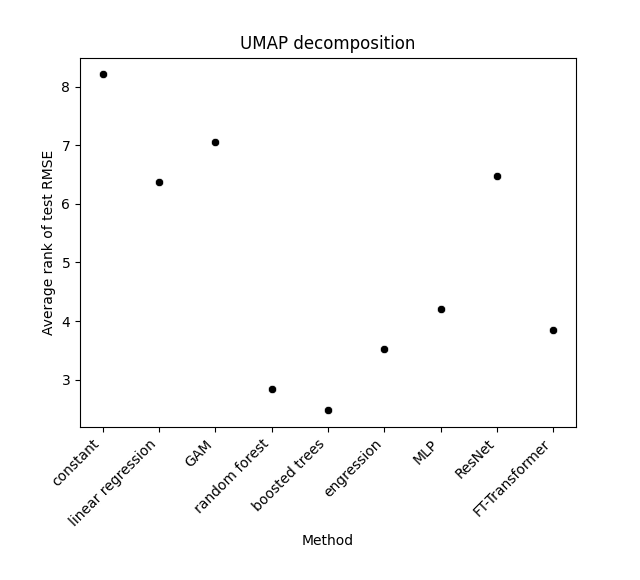 UMAP decomposition
Average rank of test RMSE
8
7
6
5
4
3
constant
linear regression
GAM
random forest
boosted trees
engression
MLP
ResNet
FT-Transformer
Method